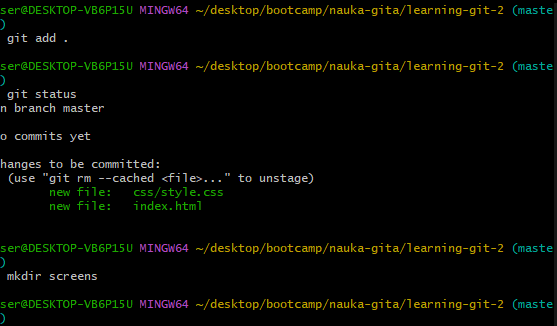 ser@DESKTOP-VB6P15U MINGW64 ~/desktop/bootcamp/nauka-gita/learning-git-2 (maste
)
git add .
ser@DESKTOP-VB6P15U MINGW64 ~/desktop/bootcamp/nauka-gita/learning-git-2 (maste
)
git status
n branch master
o commits yet
hanges to be committed:
(use "git rm --cached <file>..." to unstage)
new file:   css/style.css
new file:   index.html
ser@DESKTOP-VB6P15U MINGW64 ~/desktop/bootcamp/nauka-gita/learning-git-2 (maste
)
mkdir screens
ser@DESKTOP-VB6P15U MINGW64 ~/desktop/bootcamp/nauka-gita/learning-git-2 (maste
)